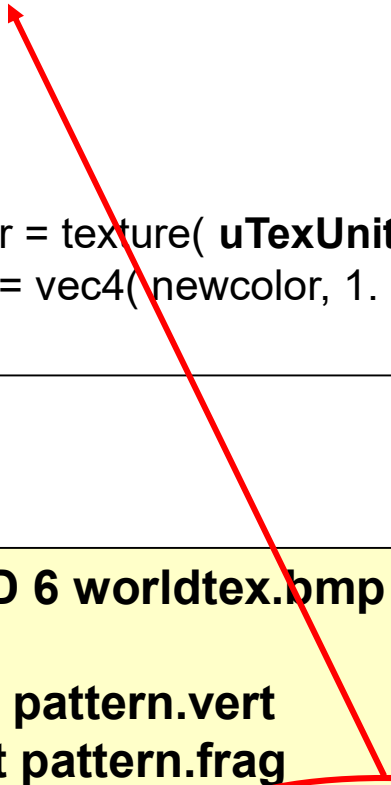 r = texture( uTexUnit
= vec4( newcolor, 1.
D 6 worldtex.bmp
pattern.vert
t pattern.frag